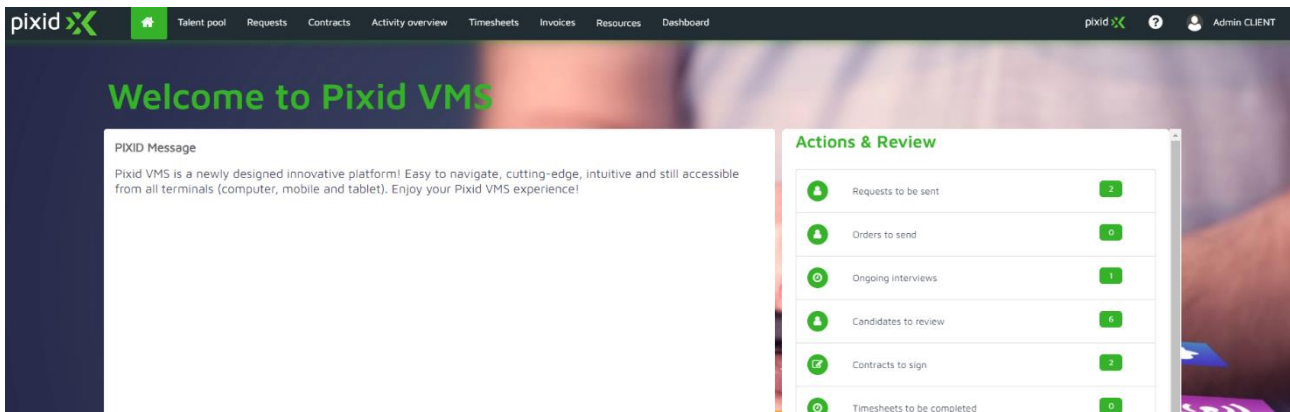 pixid Talent pool Requests Contracts Activity overview Timesheets Invoices Resources Dashboard pixid ? Admin CLIENT
Welcome to Pixid VMS
PIXID Message
Pixid VMS is a newly designed innovative platform! Easy to navigate, cutting-edge, intuitive and still accessible
from all terminals (computer, mobile and tablet). Enjoy your Pixid VMS experience!
Actions & Review
Requests to be sent 2
Orders to send 0
Ongoing interviews 1
Candidates to review 6
Contracts to sign 2
Timesheets to be completed 0